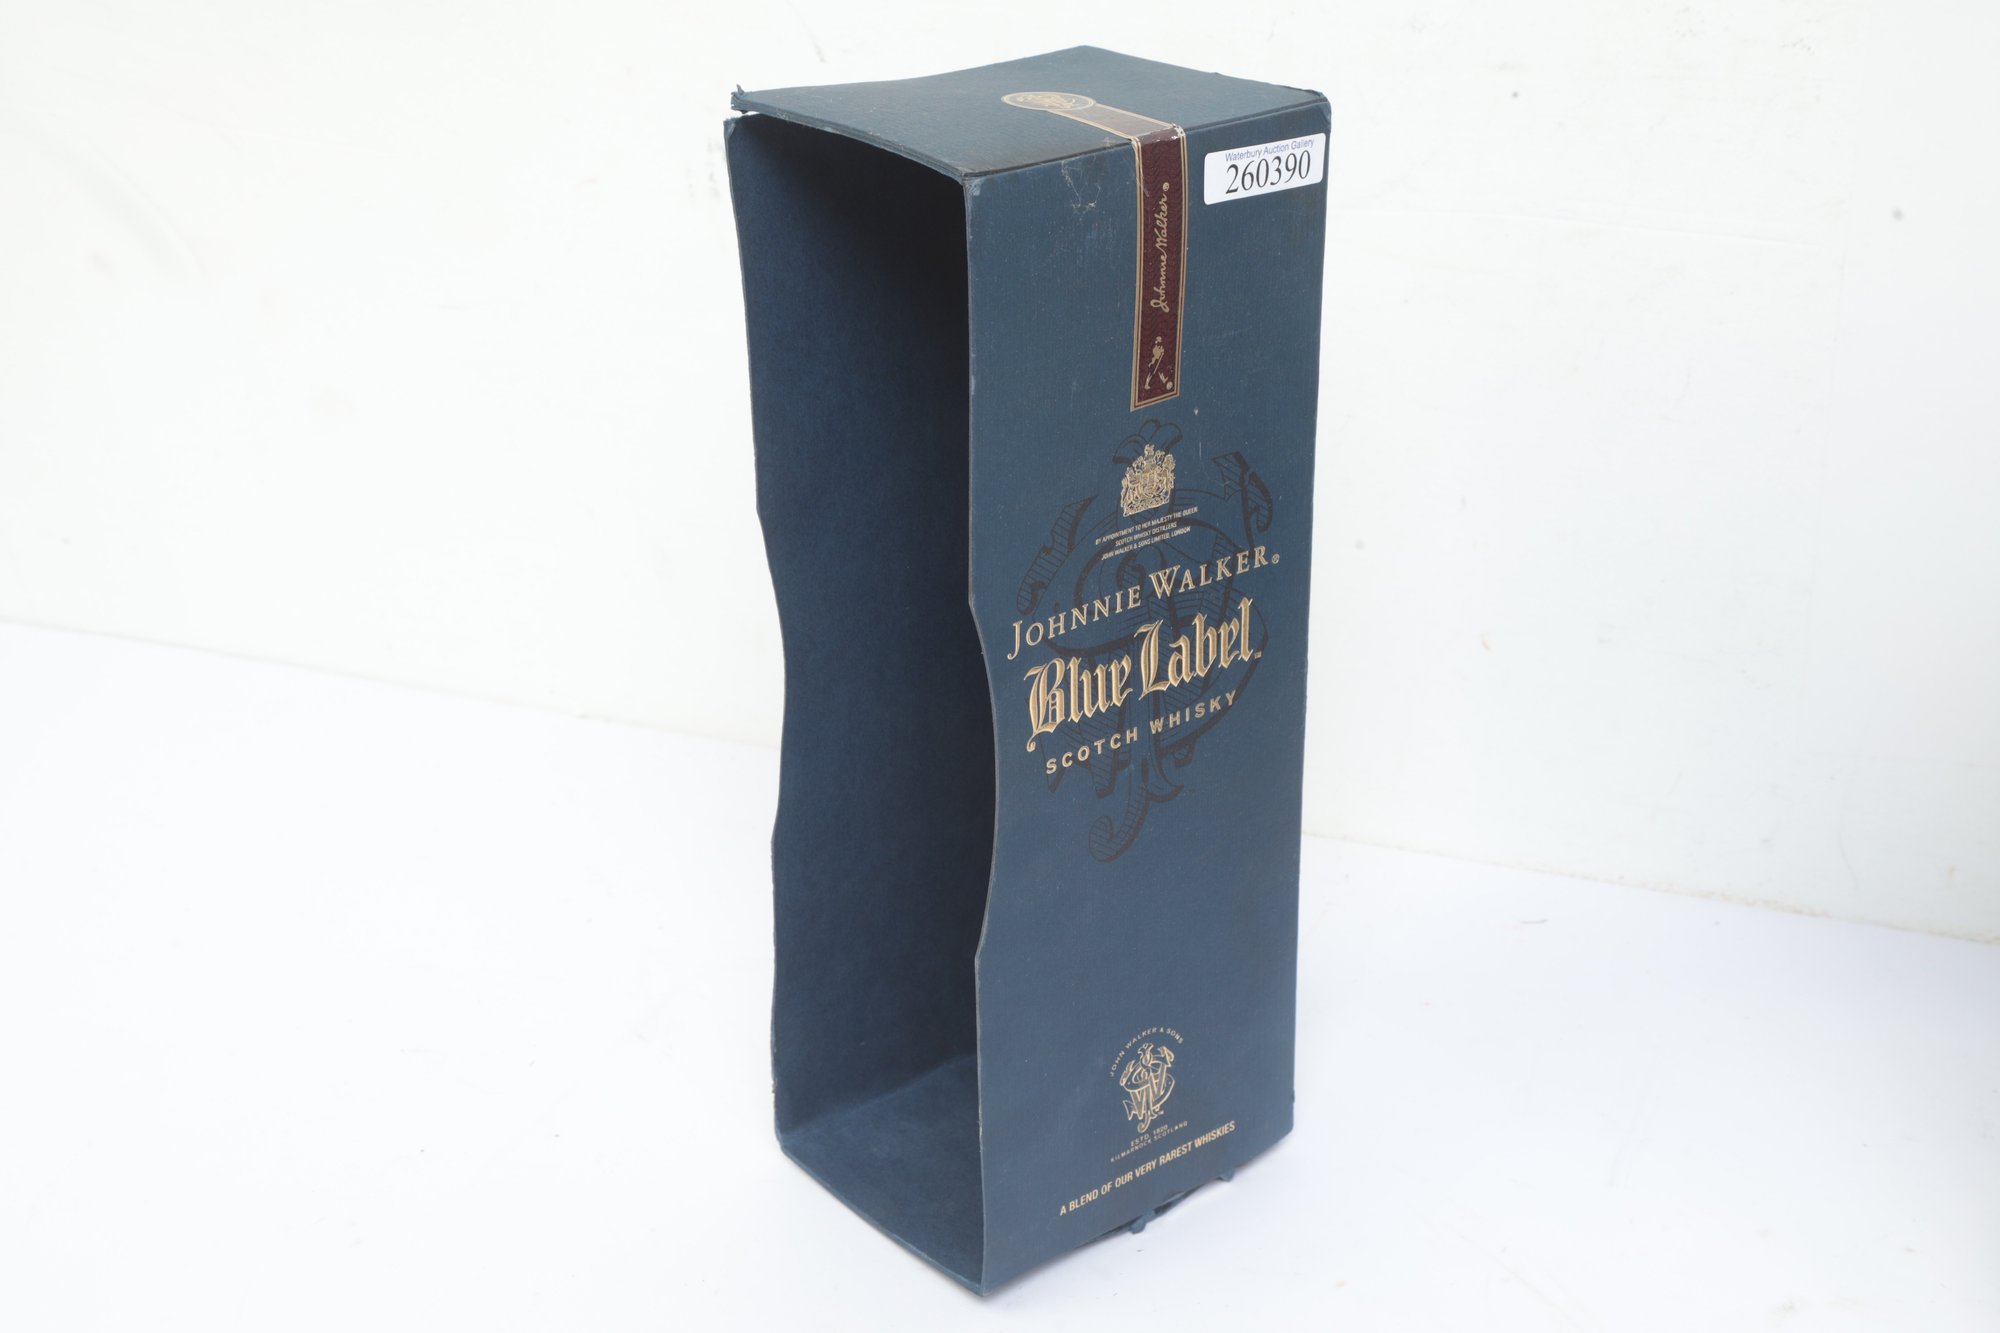 Waterbury Auction Gallery
260390
Johnnie Walker®
BY APPOINTMENT TO HER MAJESTY THE QUEEN
SCOTCH WHISKY DISTILLERS
JOHN WALKER & SONS LIMITED, LONDON
JOHNNIE WALKER®
Blue Label™
SCOTCH WHISKY
JOHN WALKER & SONS
ESTD. 1820
KILMARNOCK SCOTLAND
A BLEND OF OUR VERY RAREST WHISKIES